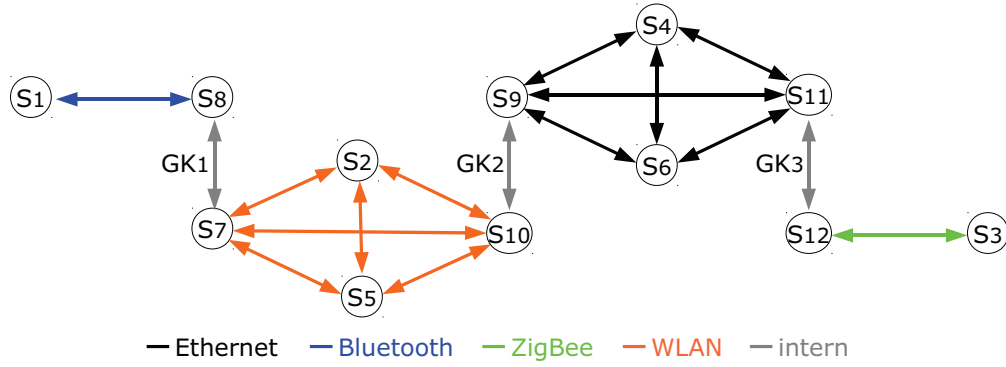 S4
S1
S8
S9
S11
GK1
S2
GK2
S6
GK3
S7
S10
S12
S3
S5
Ethernet
Bluetooth
ZigBee
WLAN
intern